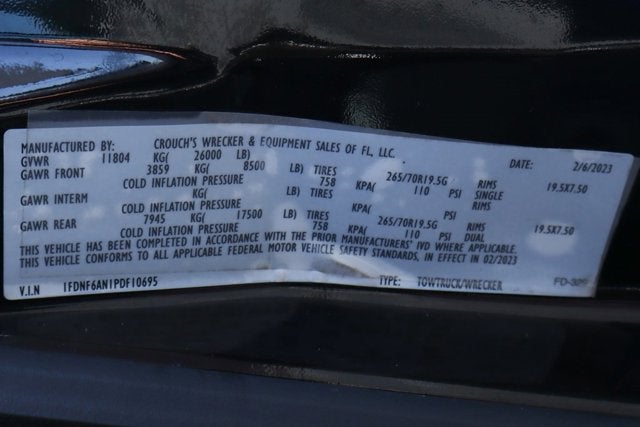 MANUFACTURED BY: CROUCH'S WRECKER & EQUIPMENT SALES OF FL, LLC. DATE: 2/6/2023
GVWR 11804 KG( 26000 LB)
GAWR FRONT 3859 KG( 8500 LB) TIRES 265/70R19.5G RIMS 19.5X7.50
COLD INFLATION PRESSURE 758 KPA( 110 PSI SINGLE
GAWR INTERM KG( LB) TIRES RIMS
COLD INFLATION PRESSURE KPA( PSI
GAWR REAR 7945 KG( 17500 LB) TIRES 265/70R19.5G RIMS 19.5X7.50
COLD INFLATION PRESSURE 758 KPA( 110 PSI DUAL
THIS VEHICLE HAS BEEN COMPLETED IN ACCORDANCE WITH THE PRIOR MANUFACTURERS' IVD WHERE APPLICABLE.
THIS VEHICLE CONFORMS TO ALL APPLICABLE FEDERAL MOTOR VEHICLE SAFETY STANDARDS, IN EFFECT IN 02/2023
V.I.N 1FDNF6AN1PDF10695 TYPE: TOWTRUCK/WRECKER